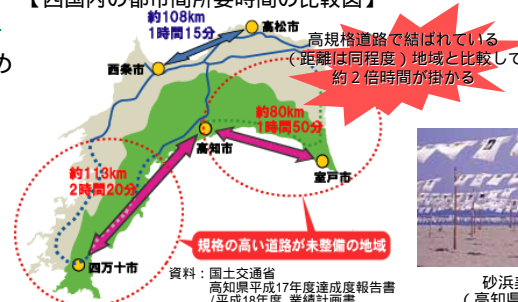 【四国内の都市間所要時間の比較図】
約108km
1時間15分
高松市
め
西条市
高規格道路で結ばれている
（距離は同程度）地域と比較して
約２倍時間が掛かる
約80km
1時間50分
高知市
室戸市
約113km
2時間20分
規格の高い道路が未整備の地域
四万十市
資料：国土交通省
高知県平成17年度達成度報告書
/平成18年度 業績計画書
砂浜美
（高知県